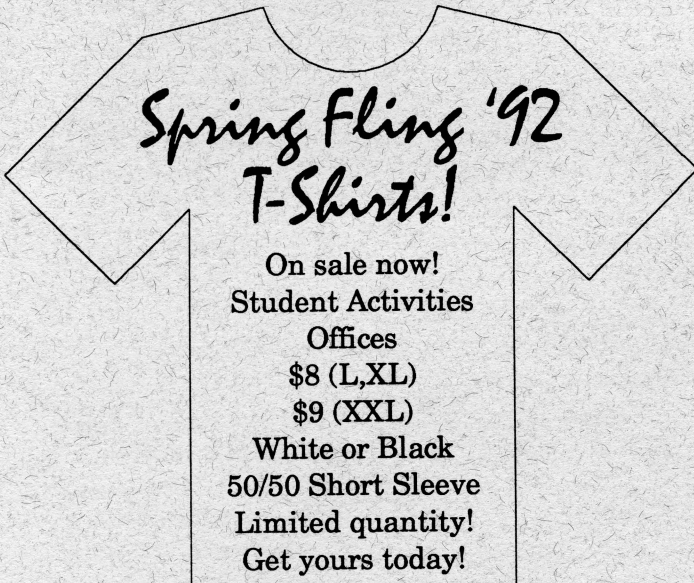 Spring Fling '92
T-Shirts!
On sale now!
Student Activities
Offices
$8 (L,XL)
$9 (XXL)
White or Black
50/50 Short Sleeve
Limited quantity!
Get yours today!